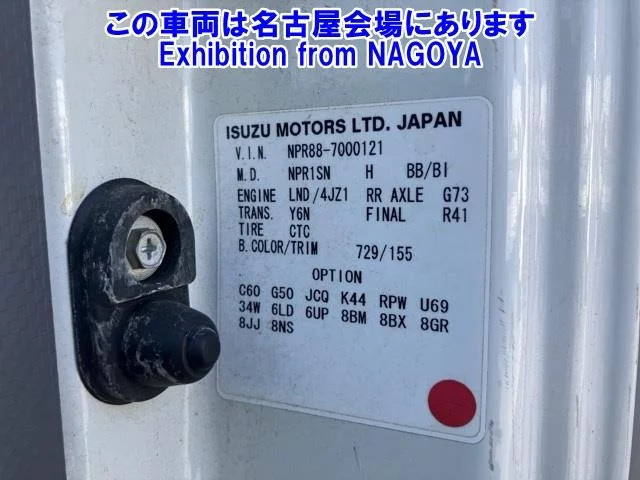 この車両は名古屋会場にあります
Exhibition from NAGOYA
ISUZU MOTORS LTD. JAPAN
V.I.N. NPR88-7000121
M.D. NPR1SN H BB/BI
ENGINE LND/4JZ1 RR AXLE G73
TRANS. Y6N FINAL R41
TIRE CTC
B.COLOR/TRIM 729/155
OPTION
C60 G50 JCQ K44 RPW U69
34W 6LD 6UP 8BM 8BX 8GR
8JJ 8NS